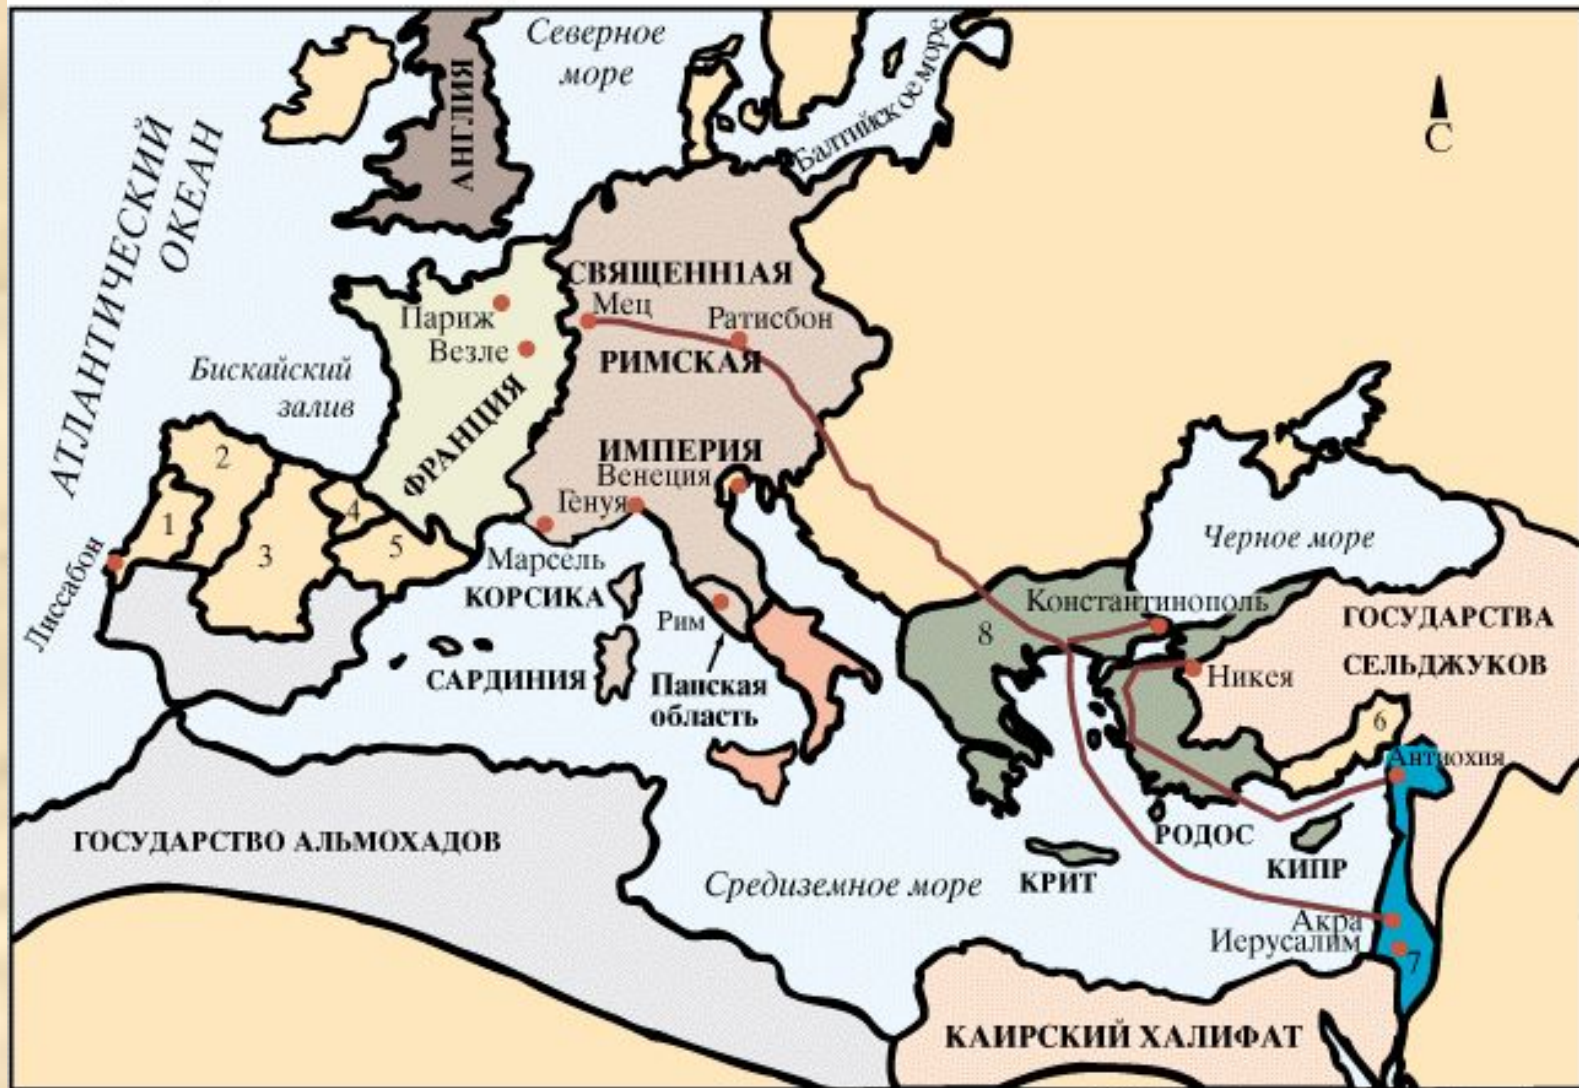 Северное
море
Балтийское море
С
АТЛАНТИЧЕСКИЙ
ОКЕАН
АНГЛИЯ
СВЯЩЕНН1АЯ
Мец
Париж
Ратисбон
Везле
РИМСКАЯ
Бискайский
залив
ФРАНЦИЯ
ИМПЕРИЯ
Венеция
Генуя
2
4
1
3
5
Марсель
Черное море
Лиссабон
КОРСИКА
Рим
8
Константинополь
ГОСУДАРСТВА
СЕЛЬДЖУКОВ
САРДИНИЯ
Папская
область
Никея
6
Антиохия
ГОСУДАРСТВО АЛЬМОХАДОВ
РОДОС
КИПР
Средиземное море
КРИТ
Акра
Иерусалим
7
КАИРСКИЙ ХАЛИФАТ